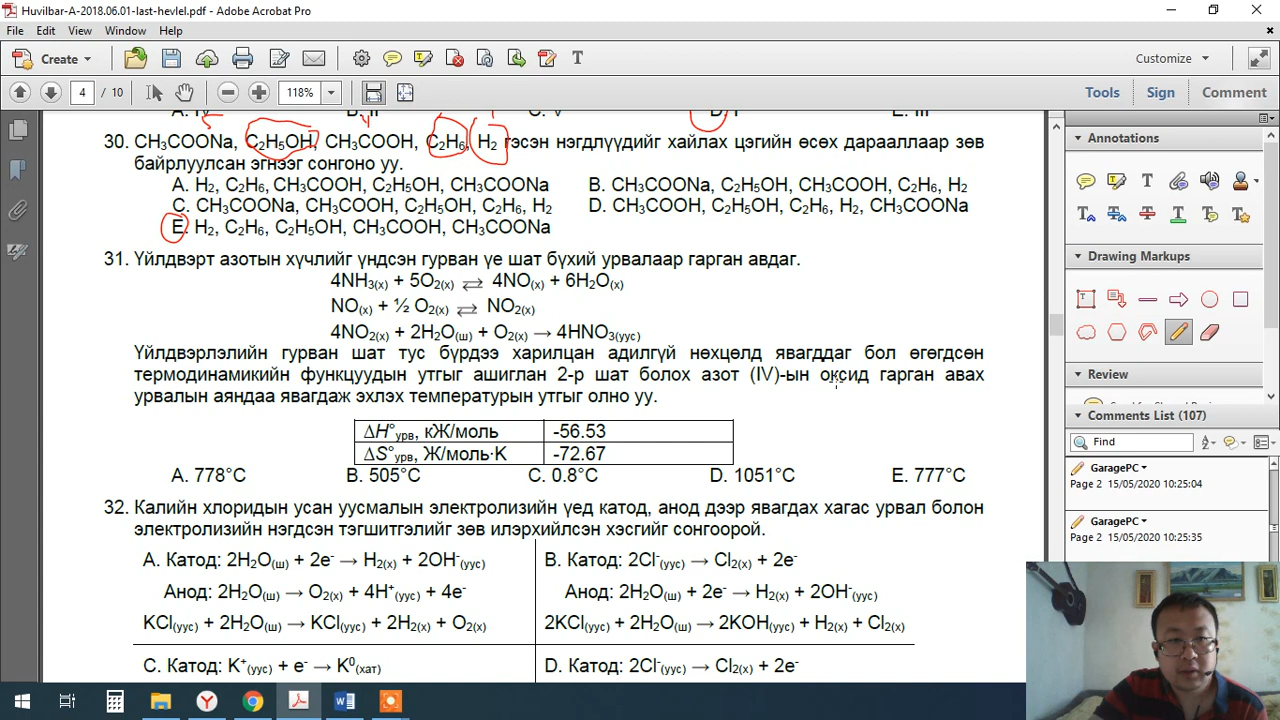 Huvilbar-A-2018.06.01-last-hevlel.pdf - Adobe Acrobat Pro
File Edit View Window Help
Create Customize
4 / 10 118% Tools Sign Comment
30. CH₃COONa, C₂H₅OH, CH₃COOH, C₂H₆, H₂ гэсэн нэгдлүүдийг хайлах цэгийн өсөх дарааллаар зөв
байрлуулсан эгнээг сонгоно уу.
A. H₂, C₂H₆, CH₃COOH, C₂H₅OH, CH₃COONa B. CH₃COONa, C₂H₅OH, CH₃COOH, C₂H₆, H₂
C. CH₃COONa, CH₃COOH, C₂H₅OH, C₂H₆, H₂ D. CH₃COOH, C₂H₅OH, C₂H₆, H₂, CH₃COONa
E. H₂, C₂H₆, C₂H₅OH, CH₃COOH, CH₃COONa
31. Үйлдвэрт азотын хүчлийг үндсэн гурван үе шат бүхий урвалаар гарган авдаг.
4NH₃(х) + 5O₂(х) ⇄ 4NO(х) + 6H₂O(х)
NO(х) + ½ O₂(х) ⇄ NO₂(х)
4NO₂(х) + 2H₂O(ш) + O₂(х) → 4HNO₃(уус)
Үйлдвэрлэлийн гурван шат тус бүрдээ харилцан адилгүй нөхцөлд явагддаг бол өгөгдсөн
термодинамикийн функцуудын утгыг ашиглан 2-р шат болох азот (IV)-ын оксид гарган авах
урвалын аяндаа явагдаж эхлэх температурын утгыг олно уу.
ΔH°урв, кЖ/моль -56.53
ΔS°урв, Ж/моль·K -72.67
A. 778°C B. 505°C C. 0.8°C D. 1051°C E. 777°C
32. Калийн хлоридын усан уусмалын электролизийн үед катод, анод дээр явагдах хагас урвал болон
электролизийн нэгдсэн тэгшитгэлийг зөв илэрхийлсэн хэсгийг сонгоорой.
A. Катод: 2H₂O(ш) + 2e⁻ → H₂(х) + 2OH⁻(уус)
Анод: 2H₂O(ш) → O₂(х) + 4H⁺(уус) + 4e⁻
KCl(уус) + 2H₂O(ш) → KCl(уус) + 2H₂(х) + O₂(х)
B. Катод: 2Cl⁻(уус) → Cl₂(х) + 2e⁻
Анод: 2H₂O(ш) + 2e⁻ → H₂(х) + 2OH⁻(уус)
2KCl(уус) + 2H₂O(ш) → 2KOH(уус) + H₂(х) + Cl₂(х)
C. Катод: K⁺(уус) + e⁻ → K⁰(хат)
D. Катод: 2Cl⁻(уус) → Cl₂(х) + 2e⁻
Annotations
Drawing Markups
Review
Comments List (107)
Find
GaragePC
Page 2 15/05/2020 10:25:04
GaragePC
Page 2 15/05/2020 10:25:35